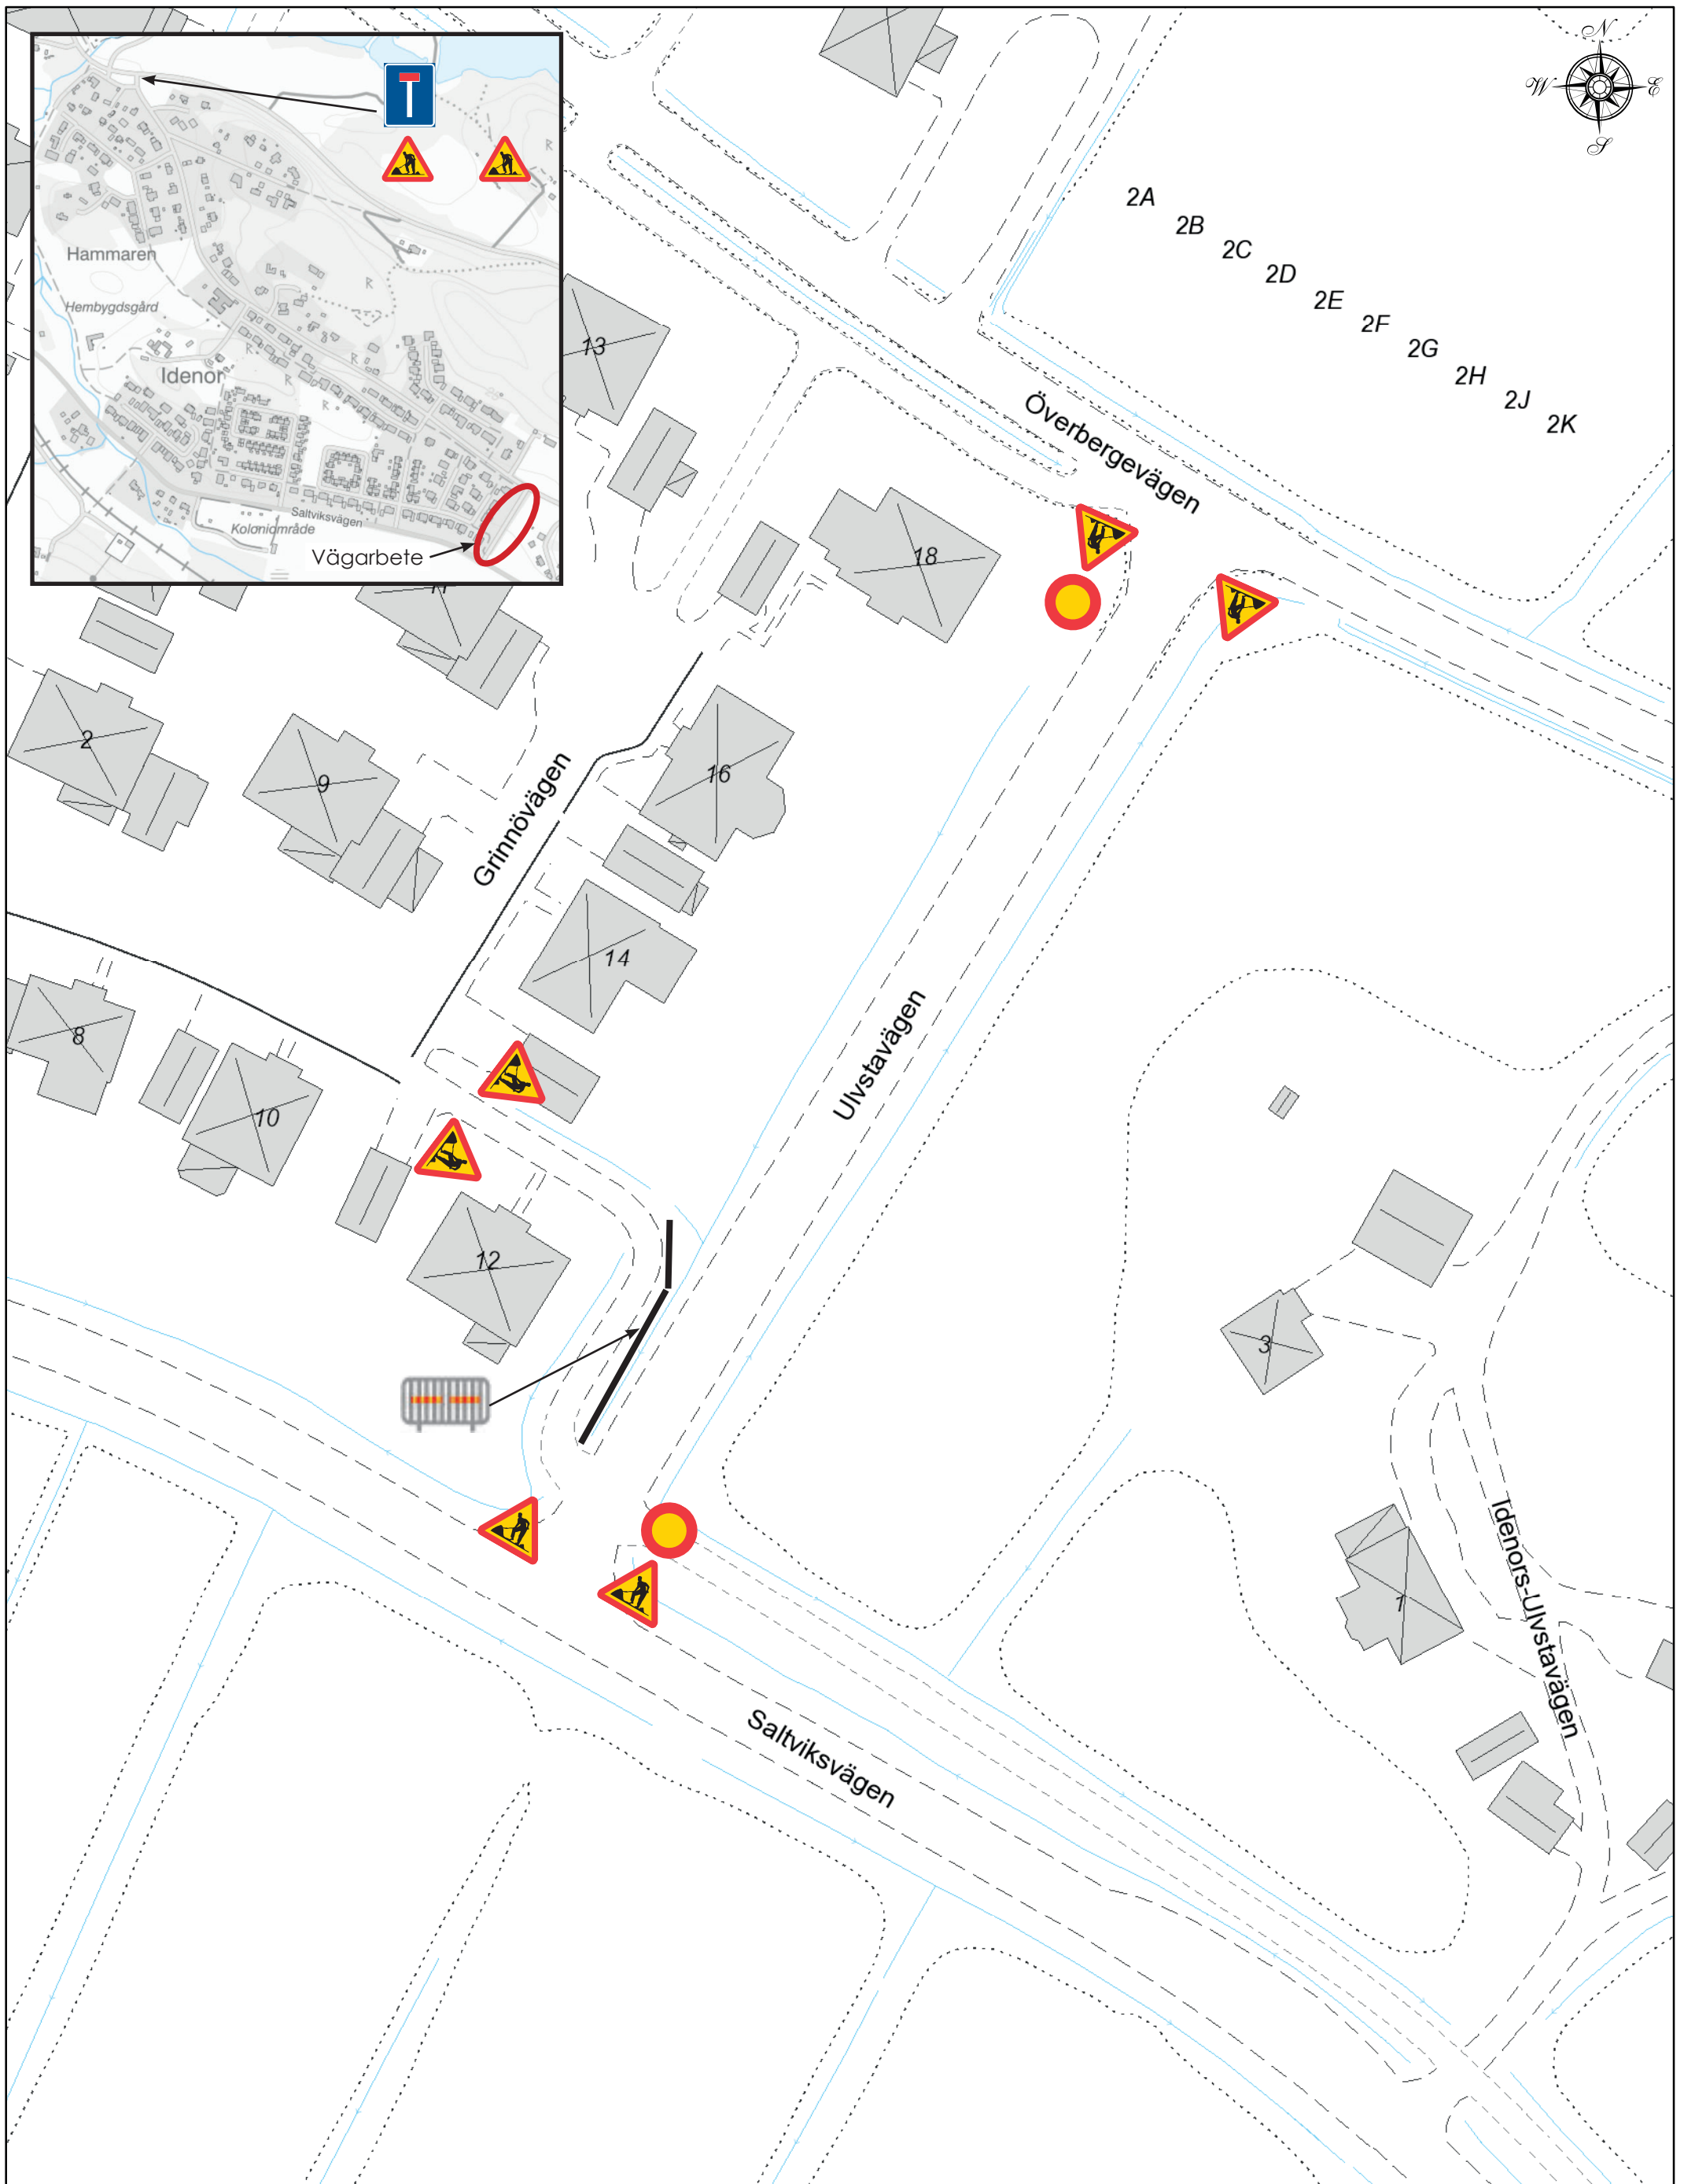 N
W
E
S
Hammaren
Hembygdsgård
Idenor
Saltviksvägen
Koloniområde
Vägarbete
R
R
R
R
R
R
2A
2B
2C
2D
2E
2F
2G
2H
2J
2K
13
Överbergevägen
18
11
2
9
16
Grinnövägen
14
8
10
Ulvstavägen
12
3
Idenors-Ulvstavägen
1
Saltviksvägen